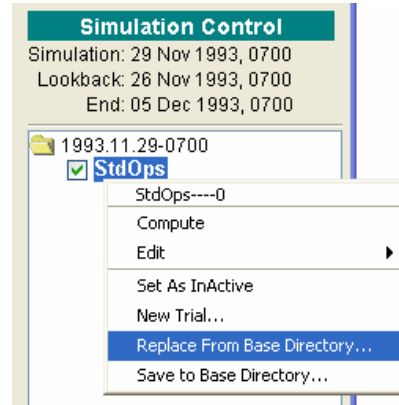 Simulation Control
Simulation: 29 Nov 1993, 0700
Lookback: 26 Nov 1993, 0700
End: 05 Dec 1993, 0700
1993.11.29-0700
StdOps
StdOps----0
Compute
Edit
Set As InActive
New Trial...
Replace From Base Directory...
Save to Base Directory...